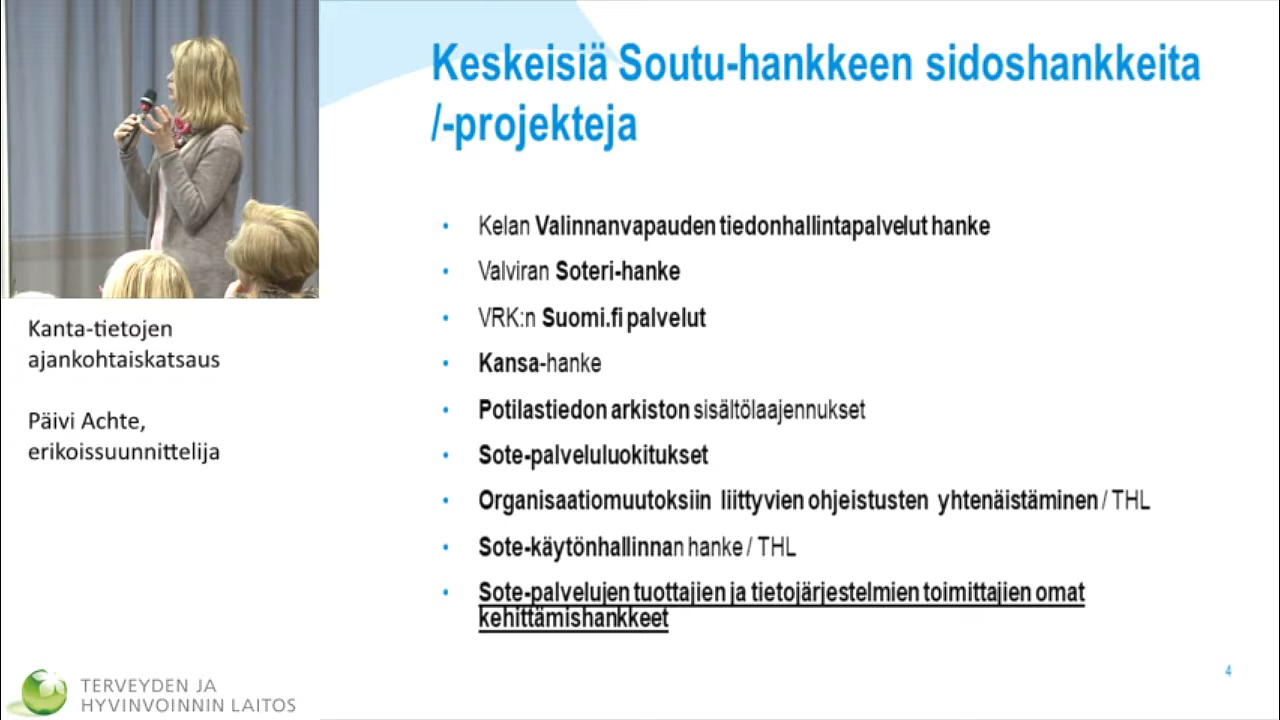 Keskeisiä Soutu-hankkeen sidoshankkeita
/-projekteja
• Kelan Valinnanvapauden tiedonhallintapalvelut hanke
• Valviran Soteri-hanke
• VRK:n Suomi.fi palvelut
• Kansa-hanke
• Potilastiedon arkiston sisältölaajennukset
• Sote-palveluluokitukset
• Organisaatiomuutoksiin liittyvien ohjeistusten yhtenäistäminen / THL
• Sote-käytönhallinnan hanke / THL
• Sote-palvelujen tuottajien ja tietojärjestelmien toimittajien omat
kehittämishankkeet
4
Kanta-tietojen
ajankohtaiskatsaus
Päivi Achte,
erikoissuunnittelija
TERVEYDEN JA
HYVINVOINNIN LAITOS